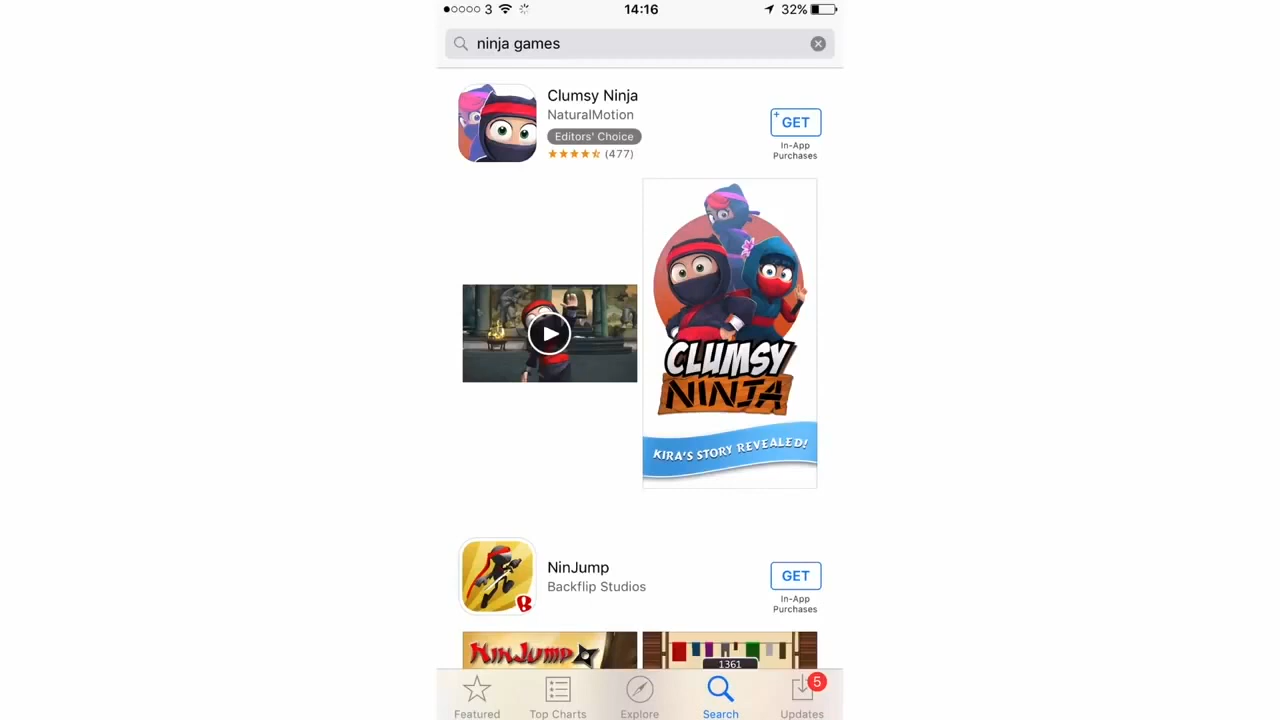 3 14:16 32%
ninja games
Clumsy Ninja
NaturalMotion
Editors' Choice
(477)
+ GET
In-App
Purchases
CLUMSY
NINJA
KIRA'S STORY REVEALED!
NinJump
Backflip Studios
GET
In-App
Purchases
NINJUMP
1361
5
Featured Top Charts Explore Search Updates